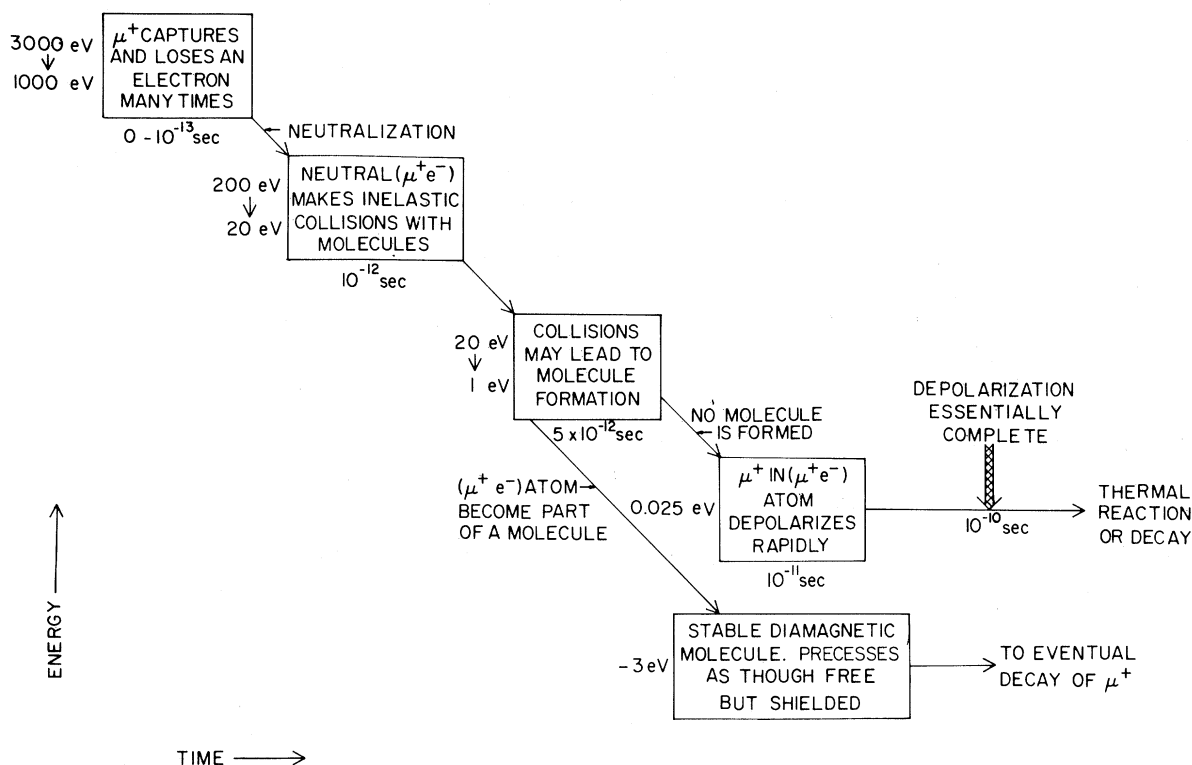 3000 eV
↓
1000 eV
μ⁺ CAPTURES
AND LOSES AN
ELECTRON
MANY TIMES
0 - 10⁻¹³ sec
← NEUTRALIZATION
200 eV
↓
20 eV
NEUTRAL (μ⁺e⁻)
MAKES INELASTIC
COLLISIONS WITH
MOLECULES
10⁻¹² sec
20 eV
↓
1 eV
COLLISIONS
MAY LEAD TO
MOLECULE
FORMATION
5 x 10⁻¹² sec
NO MOLECULE
← IS FORMED
DEPOLARIZATION
ESSENTIALLY
COMPLETE
(μ⁺ e⁻) ATOM→
BECOME PART
OF A MOLECULE
0.025 eV
μ⁺ IN (μ⁺e⁻)
ATOM
DEPOLARIZES
RAPIDLY
10⁻¹¹ sec
10⁻¹⁰ sec
THERMAL
REACTION
OR DECAY
-3 eV
STABLE DIAMAGNETIC
MOLECULE. PRECESSES
AS THOUGH FREE
BUT SHIELDED
TO EVENTUAL
DECAY OF μ⁺
ENERGY →
TIME →